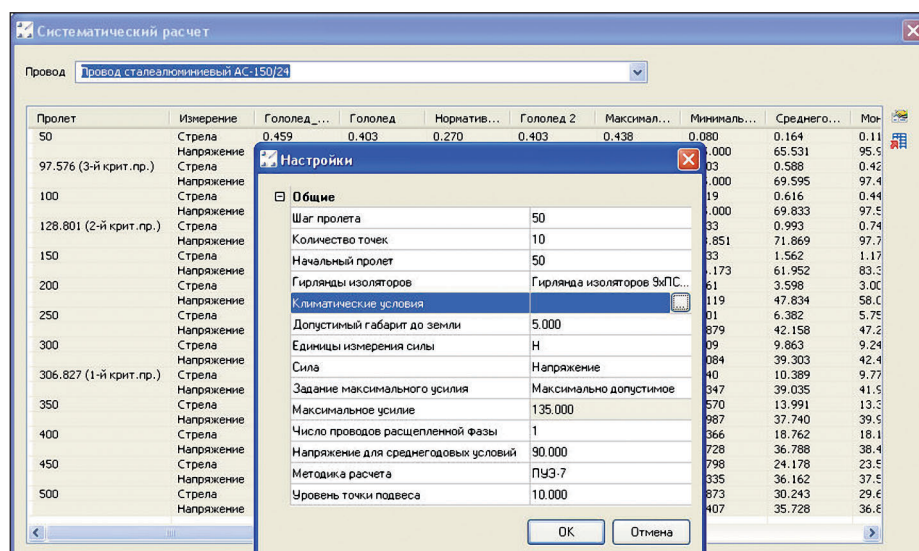 Систематический расчет
Провод Провод сталеалюминиевый АС-150/24
Пролет Измерение Гололед_... Гололед Норматив... Гололед 2 Максимал... Минималь... Среднего...
50 Стрела 0.459 0.403 0.270 0.403 0.438 0.080 0.164
Напряжение 65.531
97.576 (3-й крит.пр.) Стрела 0.588
Напряжение 69.595
100 Стрела 0.616
Напряжение 69.833
128.801 (2-й крит.пр.) Стрела 0.993
Напряжение 71.869
150 Стрела 1.562
Напряжение 61.952
200 Стрела 3.598
Напряжение 47.834
250 Стрела 6.382
Напряжение 42.158
300 Стрела 9.863
Напряжение 39.303
306.827 (1-й крит.пр.) Стрела 10.389
Напряжение 39.035
350 Стрела 13.991
Напряжение 37.740
400 Стрела 18.762
Напряжение 36.788
450 Стрела 24.178
Напряжение 36.162
500 Стрела 30.243
Напряжение 35.728
Настройки
Общие
Шаг пролета 50
Количество точек 10
Начальный пролет 50
Гирлянды изоляторов Гирлянда изоляторов 9хПС...
Климатические условия ...
Допустимый габарит до земли 5.000
Единицы измерения силы Н
Сила Напряжение
Задание максимального усилия Максимально допустимое
Максимальное усилие 135.000
Число проводов расщепленной фазы 1
Напряжение для среднегодовых условий 90.000
Методика расчета ПУЭ-7
Уровень точки подвеса 10.000
OK Отмена